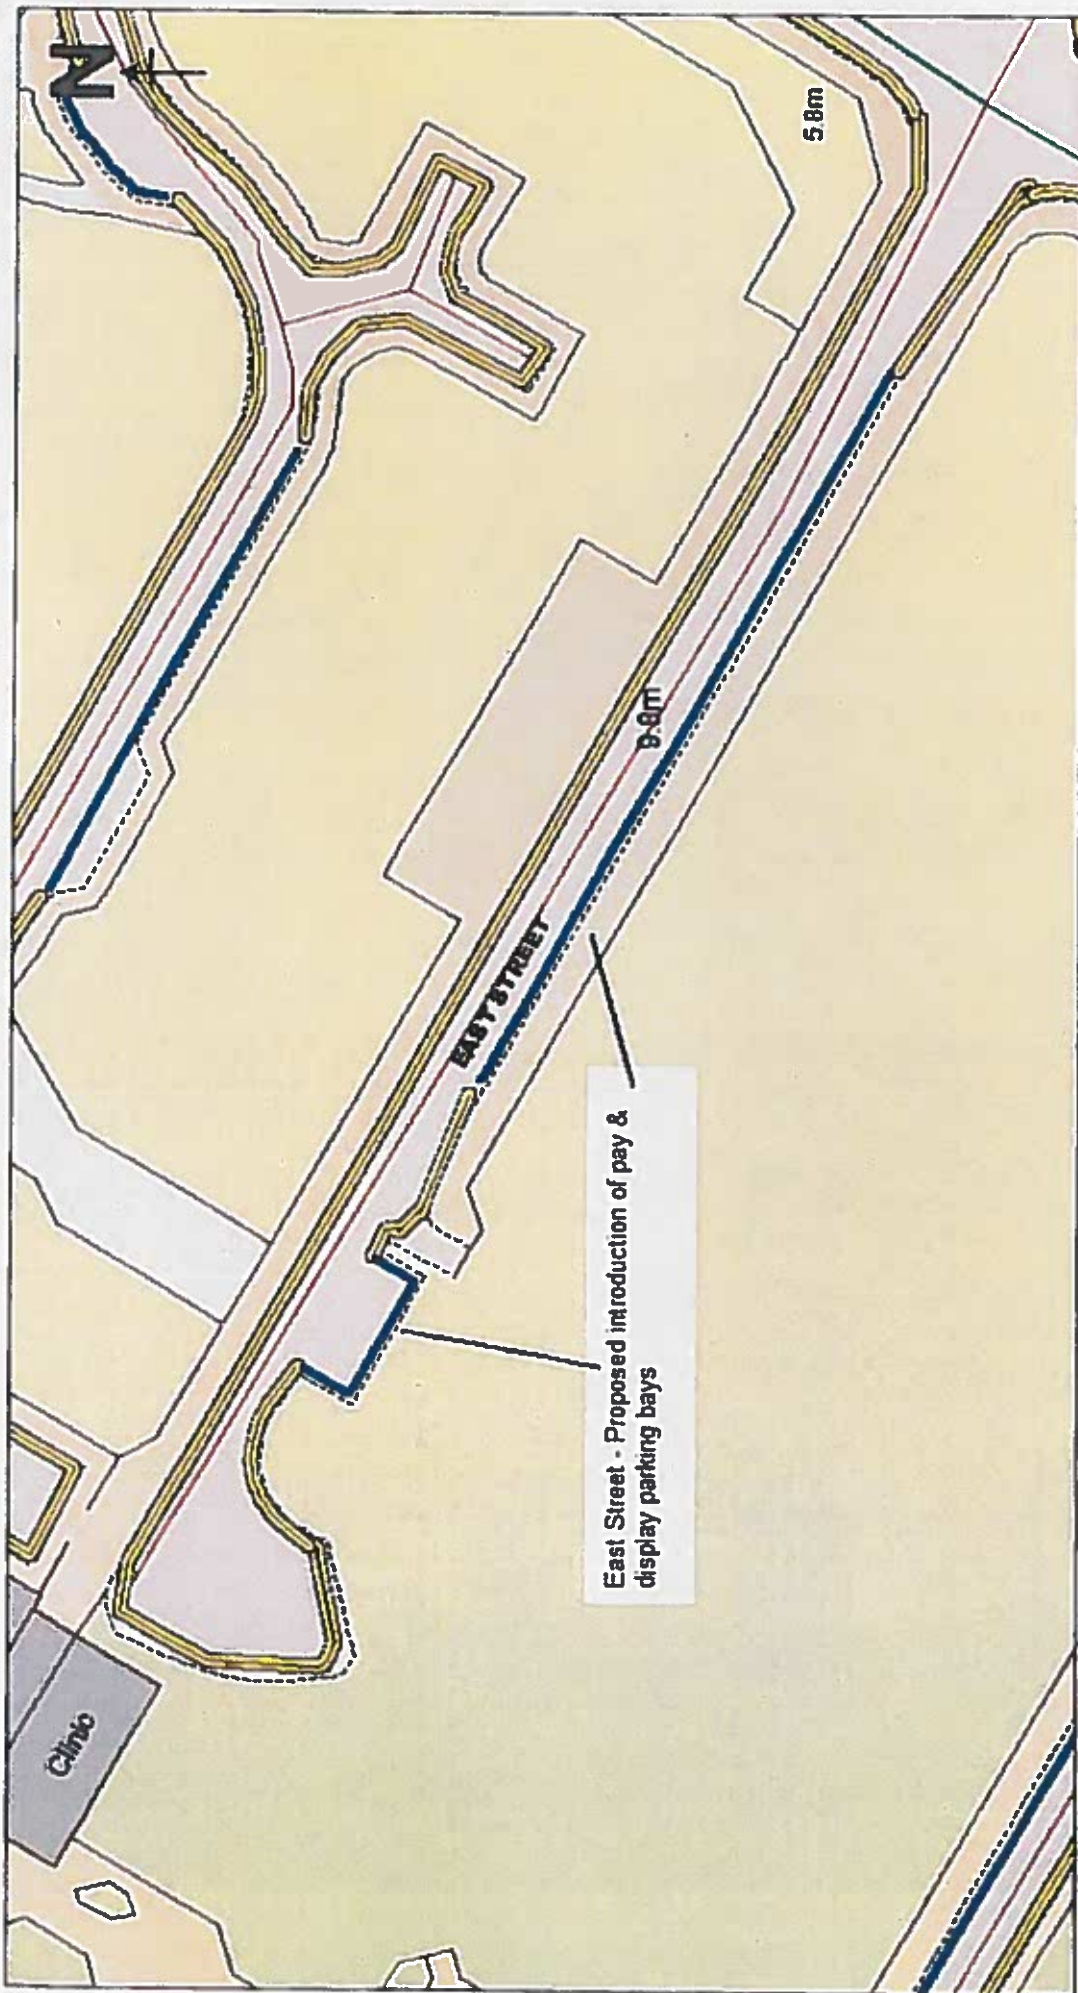 N
5.8m
9.8m
EAST STREET
East Street - Proposed introduction of pay &
display parking bays
Clinic